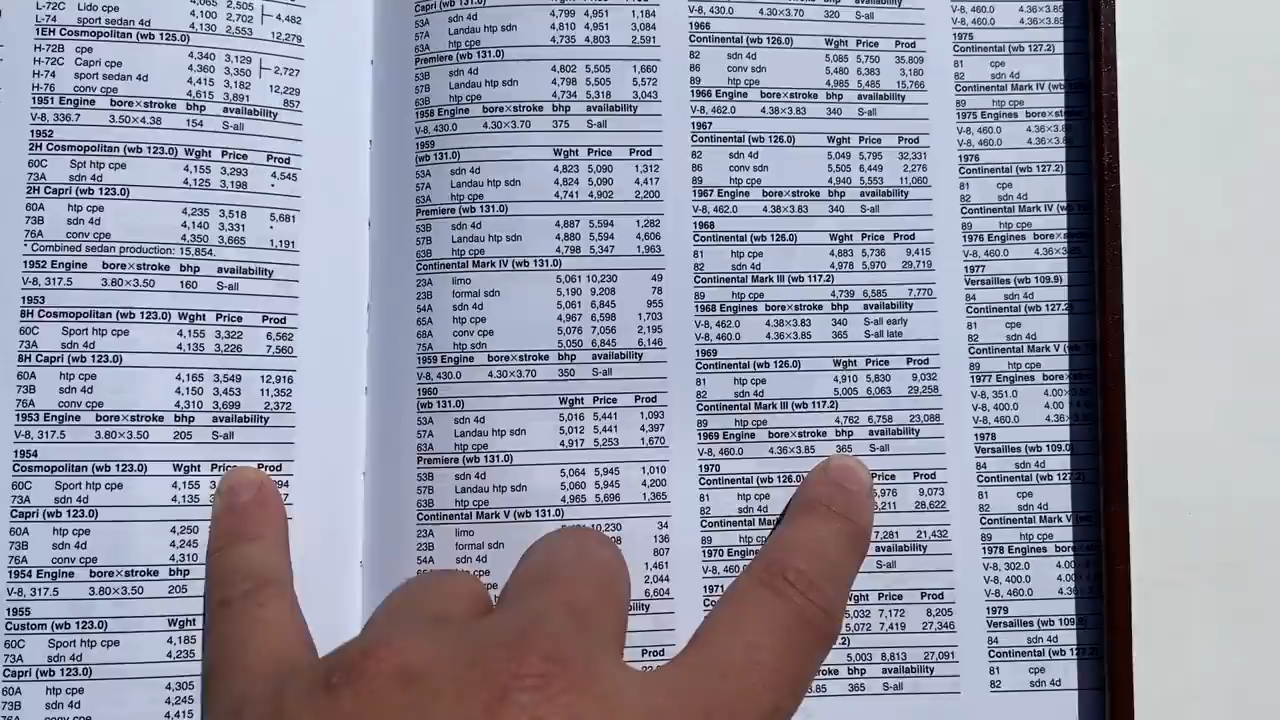 L-72C Lido cpe 4,065 2,505
L-74 sport sedan 4d 4,100 2,702 4,482
4,130 2,553 12,279
1EH Cosmopolitan (wb 125.0)
H-72B cpe 4,340 3,129
H-72C Capri cpe 4,360 3,350 2,727
H-74 sport sedan 4d 4,415 3,182 12,229
H-76 conv cpe 4,615 3,891 857
1951 Engine bore×stroke bhp availability
V-8, 336.7 3.50×4.38 154 S-all
1952
2H Cosmopolitan (wb 123.0) Wght Price Prod
60C Spt htp cpe 4,155 3,293 4,545
73A sdn 4d 4,125 3,198 *
2H Capri (wb 123.0)
60A htp cpe 4,235 3,518 5,681
73B sdn 4d 4,140 3,331 *
76A conv cpe 4,350 3,665 1,191
* Combined sedan production: 15,854.
1952 Engine bore×stroke bhp availability
V-8, 317.5 3.80×3.50 160 S-all
1953
8H Cosmopolitan (wb 123.0) Wght Price Prod
60C Sport htp cpe 4,155 3,322 6,562
73A sdn 4d 4,135 3,226 7,560
8H Capri (wb 123.0)
60A htp cpe 4,165 3,549 12,916
73B sdn 4d 4,150 3,453 11,352
76A conv cpe 4,310 3,699 2,372
1953 Engine bore×stroke bhp availability
V-8, 317.5 3.80×3.50 205 S-all
1954
Cosmopolitan (wb 123.0) Wght Price Prod
60C Sport htp cpe 4,155
73A sdn 4d 4,135
Capri (wb 123.0)
60A htp cpe 4,250
73B sdn 4d 4,245
76A conv cpe 4,310
1954 Engine bore×stroke bhp
V-8, 317.5 3.80×3.50 205
1955
Custom (wb 123.0) Wght
60C Sport htp cpe 4,185
73A sdn 4d 4,235
Capri (wb 123.0)
60A htp cpe 4,305
73B sdn 4d 4,245
76A conv cpe 4,415
Capri (wb 131.0)
53A sdn 4d 4,799 4,951 1,184
57A Landau htp sdn 4,810 4,951 3,084
63A htp cpe 4,735 4,803 2,591
Premiere (wb 131.0)
53B sdn 4d 4,802 5,505 1,660
57B Landau htp sdn 4,798 5,505 5,572
63B htp cpe 4,734 5,318 3,043
1958 Engine bore×stroke bhp availability
V-8, 430.0 4.30×3.70 375 S-all
1959
(wb 131.0) Wght Price Prod
53A sdn 4d 4,823 5,090 1,312
57A Landau htp sdn 4,824 5,090 4,417
63A htp cpe 4,741 4,902 2,200
Premiere (wb 131.0)
53B sdn 4d 4,887 5,594 1,282
57B Landau htp sdn 4,880 5,594 4,606
63B htp cpe 4,798 5,347 1,963
Continental Mark IV (wb 131.0)
23A limo 5,061 10,230 49
23B formal sdn 5,190 9,208 78
54A sdn 4d 5,061 6,845 955
65A htp cpe 4,967 6,598 1,703
68A conv cpe 5,076 7,056 2,195
75A htp sdn 5,050 6,845 6,146
1959 Engine bore×stroke bhp availability
V-8, 430.0 4.30×3.70 350 S-all
1960
(wb 131.0) Wght Price Prod
53A sdn 4d 5,016 5,441 1,093
57A Landau htp sdn 5,012 5,441 4,397
63A htp cpe 4,917 5,253 1,670
Premiere (wb 131.0)
53B sdn 4d 5,064 5,945 1,010
57B Landau htp sdn 5,060 5,945 4,200
63B htp cpe 4,965 5,696 1,365
Continental Mark V (wb 131.0)
23A limo 10,230 34
23B formal sdn 136
54A sdn 4d 807
cpe 1,461
cpe 2,044
6,604
Prod
V-8, 430.0 4.30×3.70 320 S-all
1966
Continental (wb 126.0) Wght Price Prod
82 sdn 4d 5,085 5,750 35,809
86 conv sdn 5,480 6,383 3,180
89 htp cpe 4,985 5,485 15,766
1966 Engine bore×stroke bhp availability
V-8, 462.0 4.38×3.83 340 S-all
1967
Continental (wb 126.0) Wght Price Prod
82 sdn 4d 5,049 5,795 32,331
86 conv sdn 5,505 6,449 2,276
89 htp cpe 4,940 5,553 11,060
1967 Engine bore×stroke bhp availability
V-8, 462.0 4.38×3.83 340 S-all
1968
Continental (wb 126.0) Wght Price Prod
81 htp cpe 4,883 5,736 9,415
82 sdn 4d 4,978 5,970 29,719
Continental Mark III (wb 117.2)
89 htp cpe 4,739 6,585 7,770
1968 Engine bore×stroke bhp availability
V-8, 462.0 4.38×3.83 340 S-all early
V-8, 460.0 4.36×3.85 365 S-all late
1969
Continental (wb 126.0) Wght Price Prod
81 htp cpe 4,910 5,830 9,032
82 sdn 4d 5,005 6,063 29,258
Continental Mark III (wb 117.2)
89 htp cpe 4,762 6,758 23,088
1969 Engine bore×stroke bhp availability
V-8, 460.0 4.36×3.85 365 S-all
1970
Continental (wb 126.0) Price Prod
81 htp cpe 5,976 9,073
82 sdn 4d 6,211 28,622
Continental
89 htp cpe 7,281 21,432
1970 Engine availability
V-8, 460 S-all
1971
Wght Price Prod
5,032 7,172 8,205
5,072 7,419 27,346
5,003 8,813 27,091
365 S-all
V-8, 460.0 4.36×3.85
V-8, 460.0 4.36×3.85
1975
Continental (wb 127.2)
81 cpe
82 sdn 4d
Continental Mark IV (wb
89 htp cpe
1975 Engines
V-8, 460.0
V-8, 460.0
1976
Continental (wb 127.2)
81 cpe
82 sdn 4d
Continental Mark IV
89 htp cpe
1976 Engines
V-8, 460.0
1977
Versailles (wb 109.9)
84 sdn 4d
Continental (wb 127.2
81 cpe
82 sdn 4d
Continental Mark V
89 htp cpe
1977 Engines
V-8, 351.0
V-8, 400.0 4.00
V-8, 460.0
1978
Versailles (wb 109.0)
84 sdn 4d
Continental (wb
81 cpe
82 sdn 4d
Continental Mark V
89 htp cpe
1978 Engines
V-8, 302.0
V-8, 400.0
V-8, 460.0
1979
Versailles (wb 109.9
84 sdn 4d
Continental (wb 127.2
81 cpe
82 sdn 4d